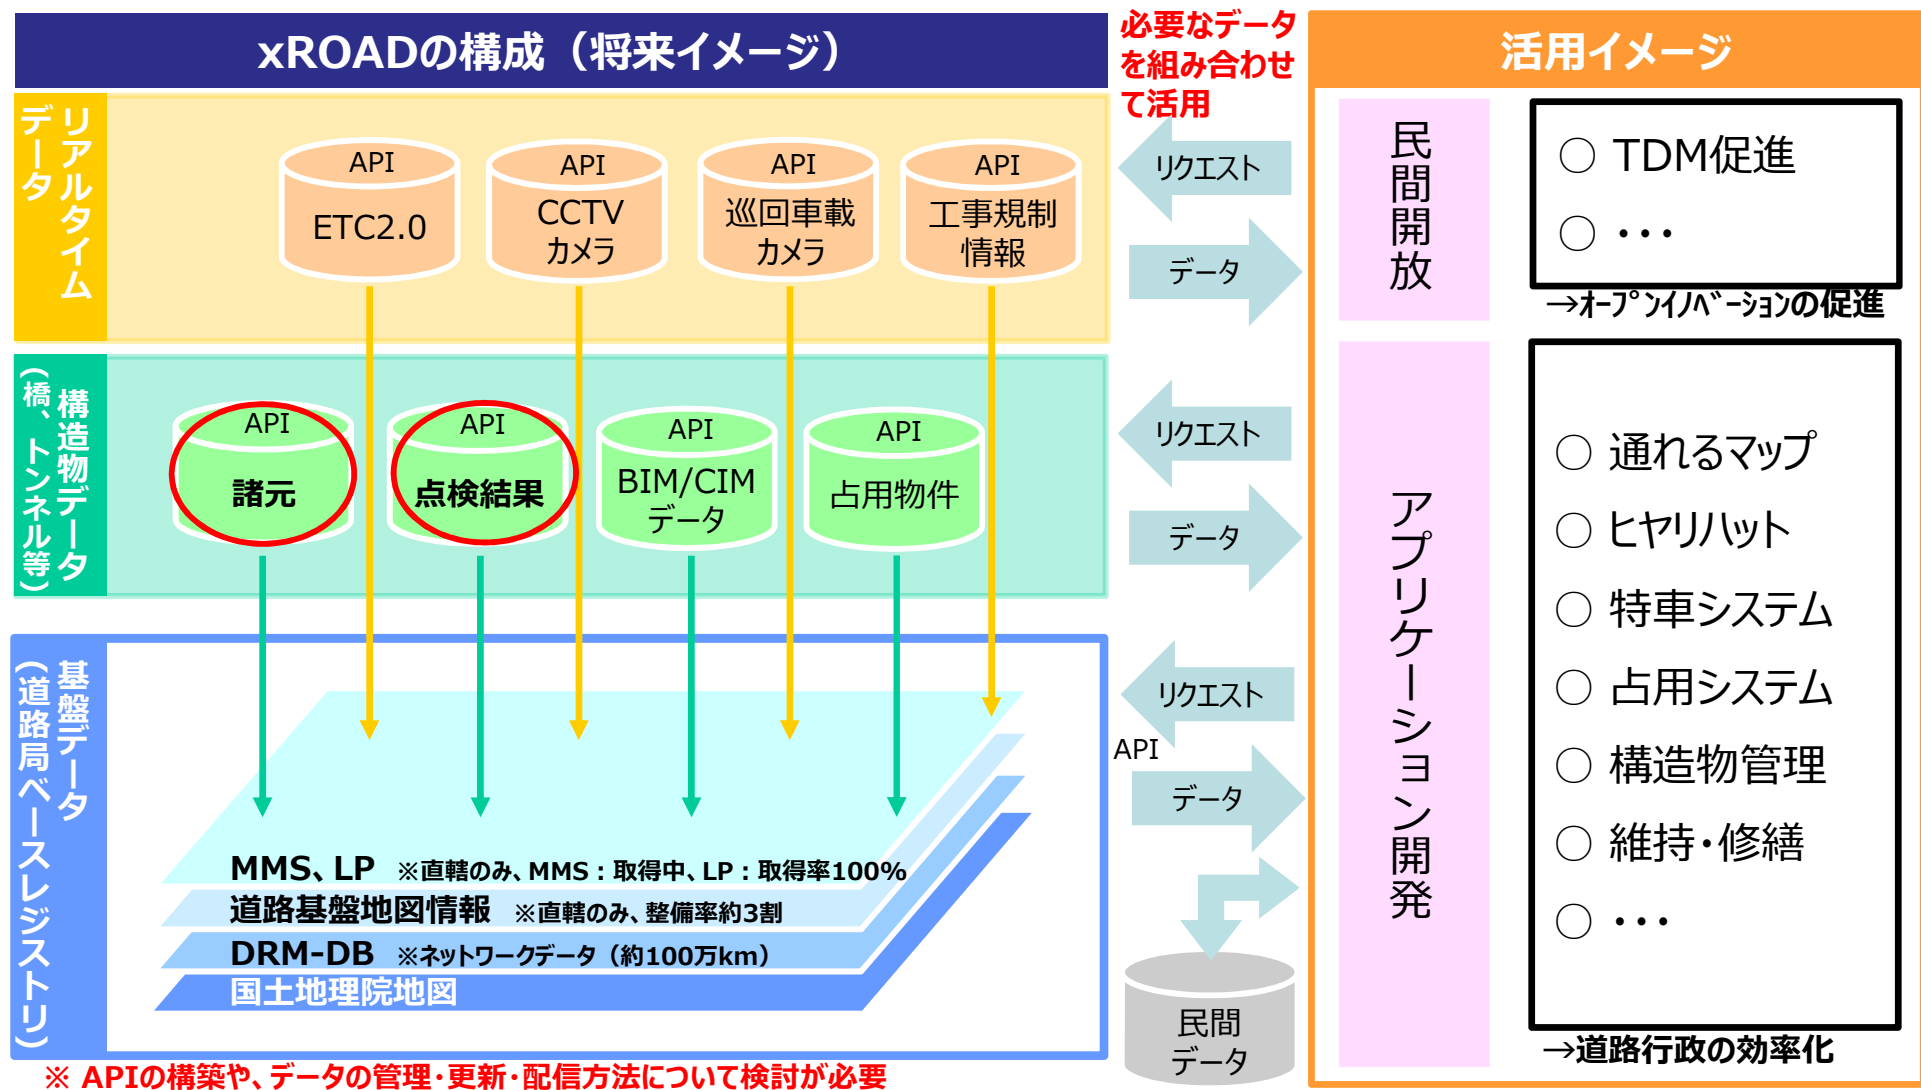 xROADの構成（将来イメージ）
必要なデータ
を組み合わせ
て活用
活用イメージ
リアルタイム
データ
API
ETC2.0
API
CCTV
カメラ
API
巡回車載
カメラ
API
工事規制
情報
リクエスト
データ
民間開放
○ TDM促進
○ ・・・
→ｵｰﾌﾟﾝｲﾉﾍﾞｰｼｮﾝの促進
構造物データ
(橋、トンネル等)
API
諸元
API
点検結果
API
BIM/CIM
データ
API
占用物件
リクエスト
データ
アプリケーション開発
○ 通れるマップ
○ ヒヤリハット
○ 特車システム
○ 占用システム
○ 構造物管理
○ 維持・修繕
○ ・・・
→道路行政の効率化
基盤データ
(道路局ベースレジストリ)
MMS、LP ※直轄のみ、MMS：取得中、LP：取得率100%
道路基盤地図情報 ※直轄のみ、整備率約3割
DRM-DB ※ネットワークデータ（約100万km）
国土地理院地図
リクエスト
API
データ
民間
データ
※ APIの構築や、データの管理・更新・配信方法について検討が必要